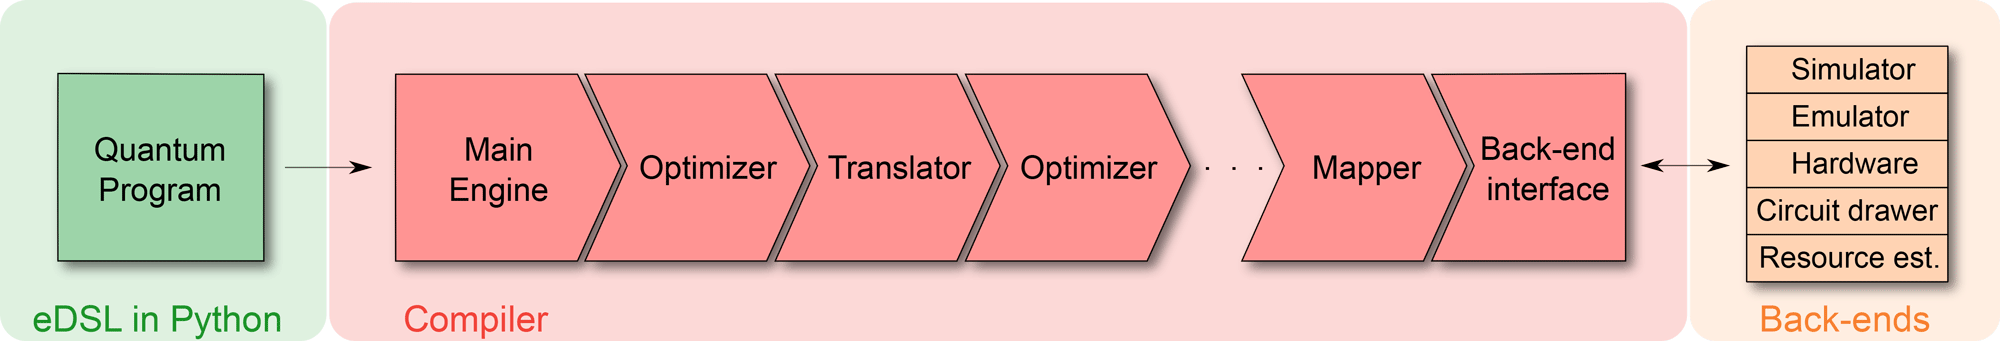 Quantum
Program
eDSL in Python
Main
Engine
Optimizer
Translator
Optimizer
. . .
Mapper
Back-end
interface
Compiler
Simulator
Emulator
Hardware
Circuit drawer
Resource est.
Back-ends